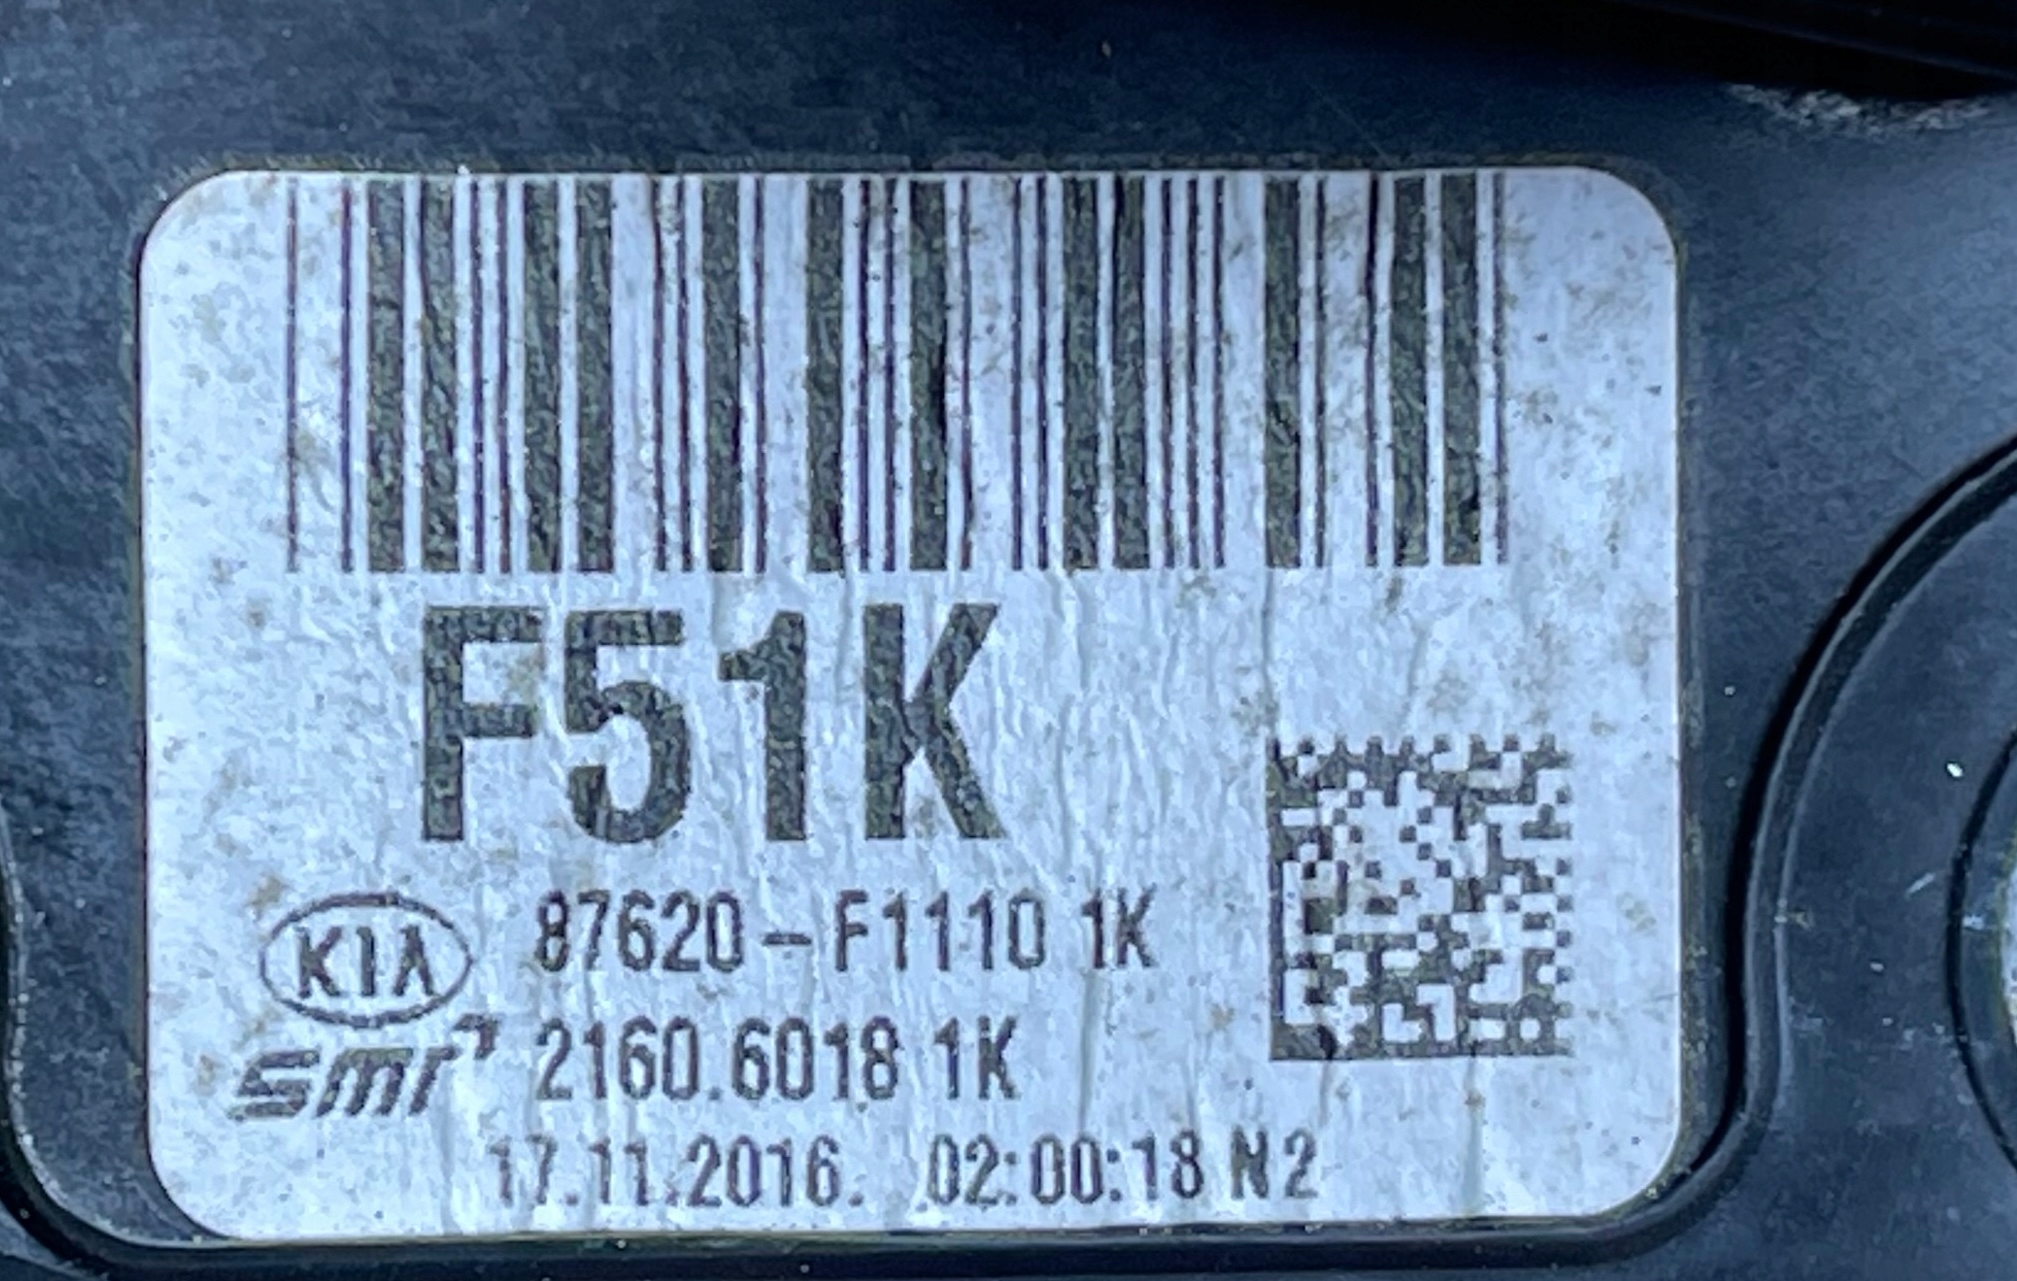 F51K
KIA 87620-F1110 1K
smr 2160.6018 1K
17.11.2016. 02:00:18 N2